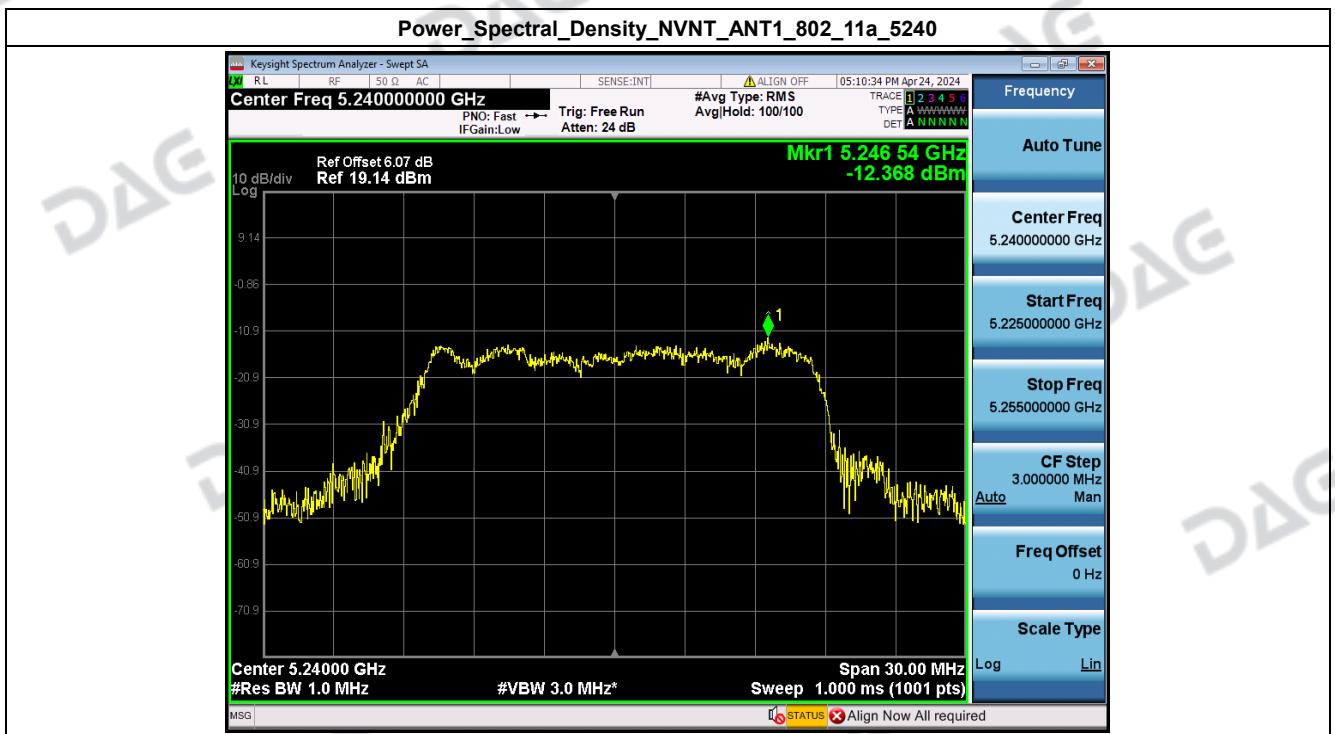 Power_Spectral_Density_NVNT_ANT1_802_11a_5240
Keysight Spectrum Analyzer - Swept SA
LXI RL RF 50 Ω AC SENSE:INT ALIGN OFF 05:10:34 PM Apr 24, 2024
Center Freq 5.240000000 GHz
PNO: Fast
IFGain:Low
Trig: Free Run
Atten: 24 dB
#Avg Type: RMS
Avg|Hold: 100/100
TRACE 1 2 3 4 5 6
TYPE A WWWWW
DET A N N N N N
Mkr1 5.246 54 GHz
-12.368 dBm
Ref Offset 6.07 dB
10 dB/div Ref 19.14 dBm
Log
9.14
-0.86
-10.9
-20.9
-30.9
-40.9
-50.9
-60.9
-70.9
1
Center 5.24000 GHz Span 30.00 MHz
#Res BW 1.0 MHz #VBW 3.0 MHz* Sweep 1.000 ms (1001 pts)
MSG STATUS Align Now All required
Frequency
Auto Tune
Center Freq
5.240000000 GHz
Start Freq
5.225000000 GHz
Stop Freq
5.255000000 GHz
CF Step
3.000000 MHz
Auto Man
Freq Offset
0 Hz
Scale Type
Log Lin
DAG
DAG
DAG